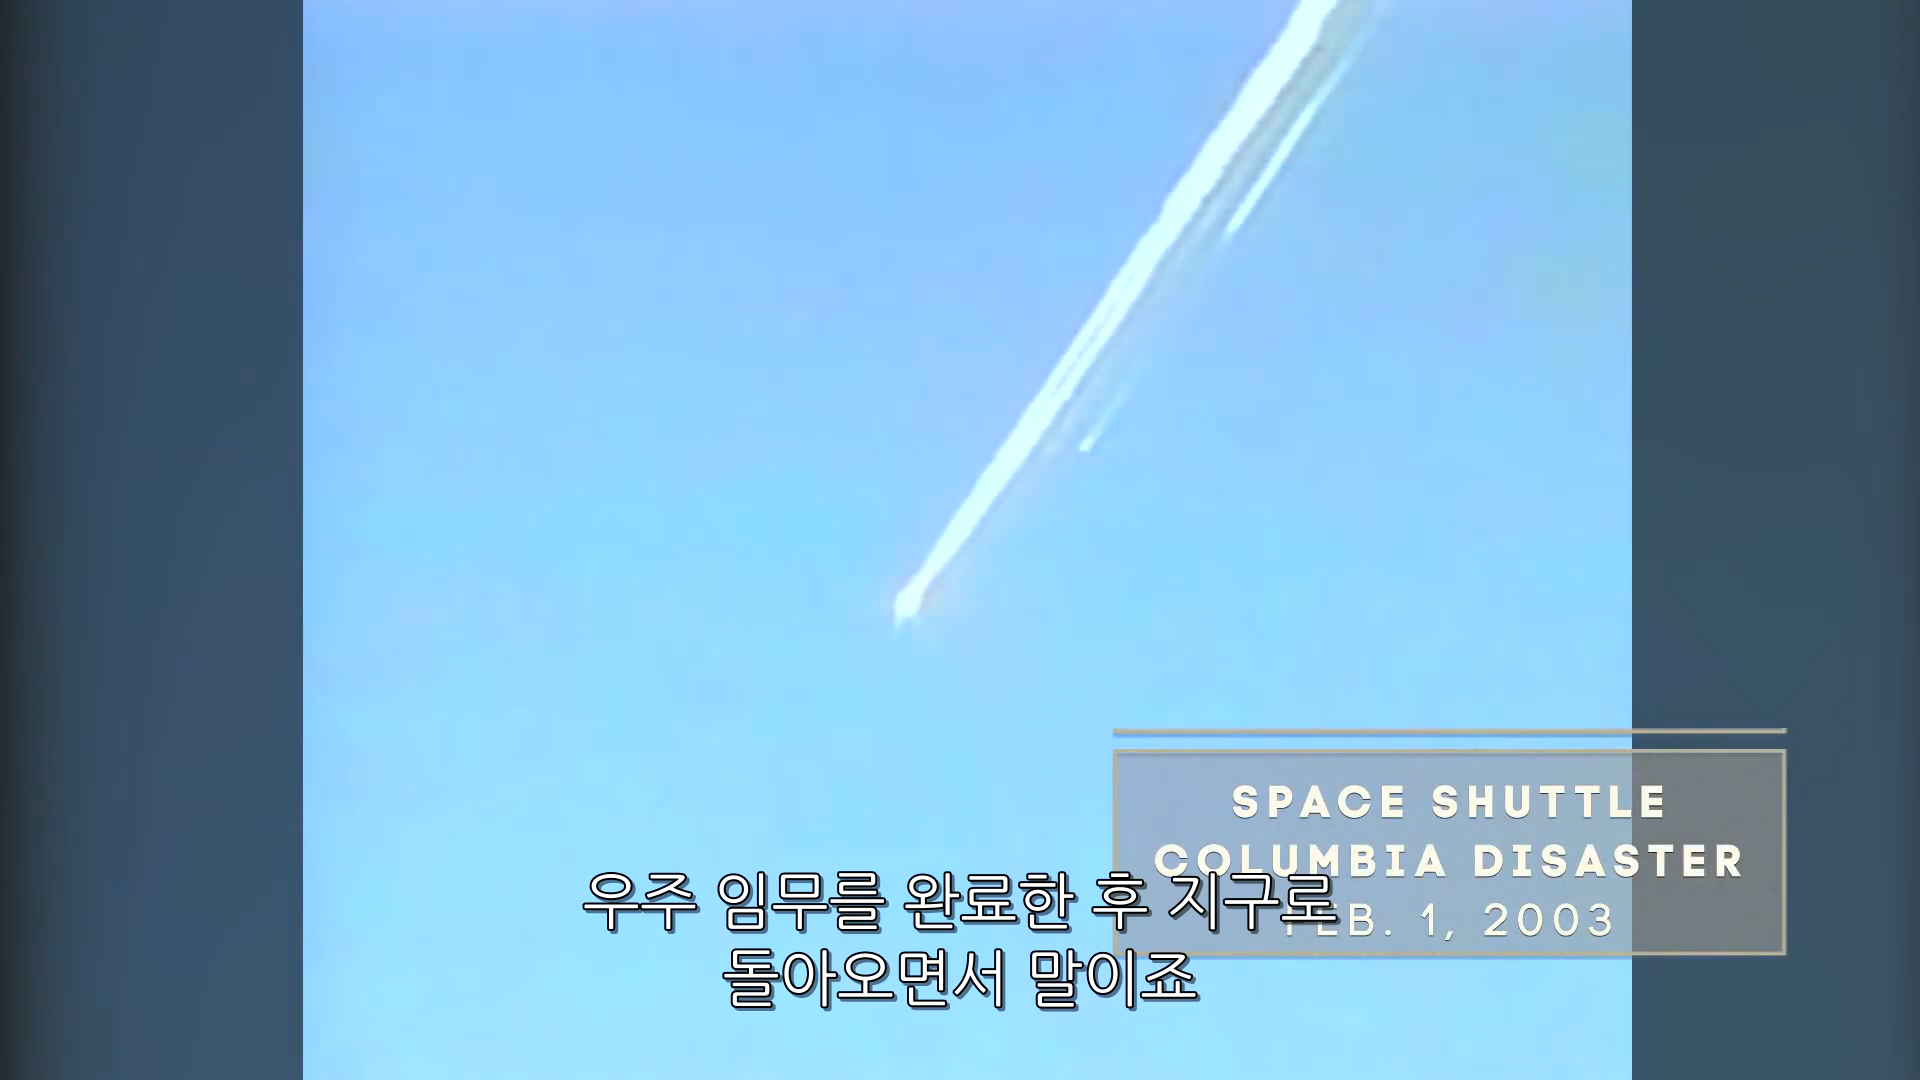 SPACE SHUTTLE
COLUMBIA DISASTER
FEB. 1, 2003
우주 임무를 완료한 후 지구로
돌아오면서 말이죠